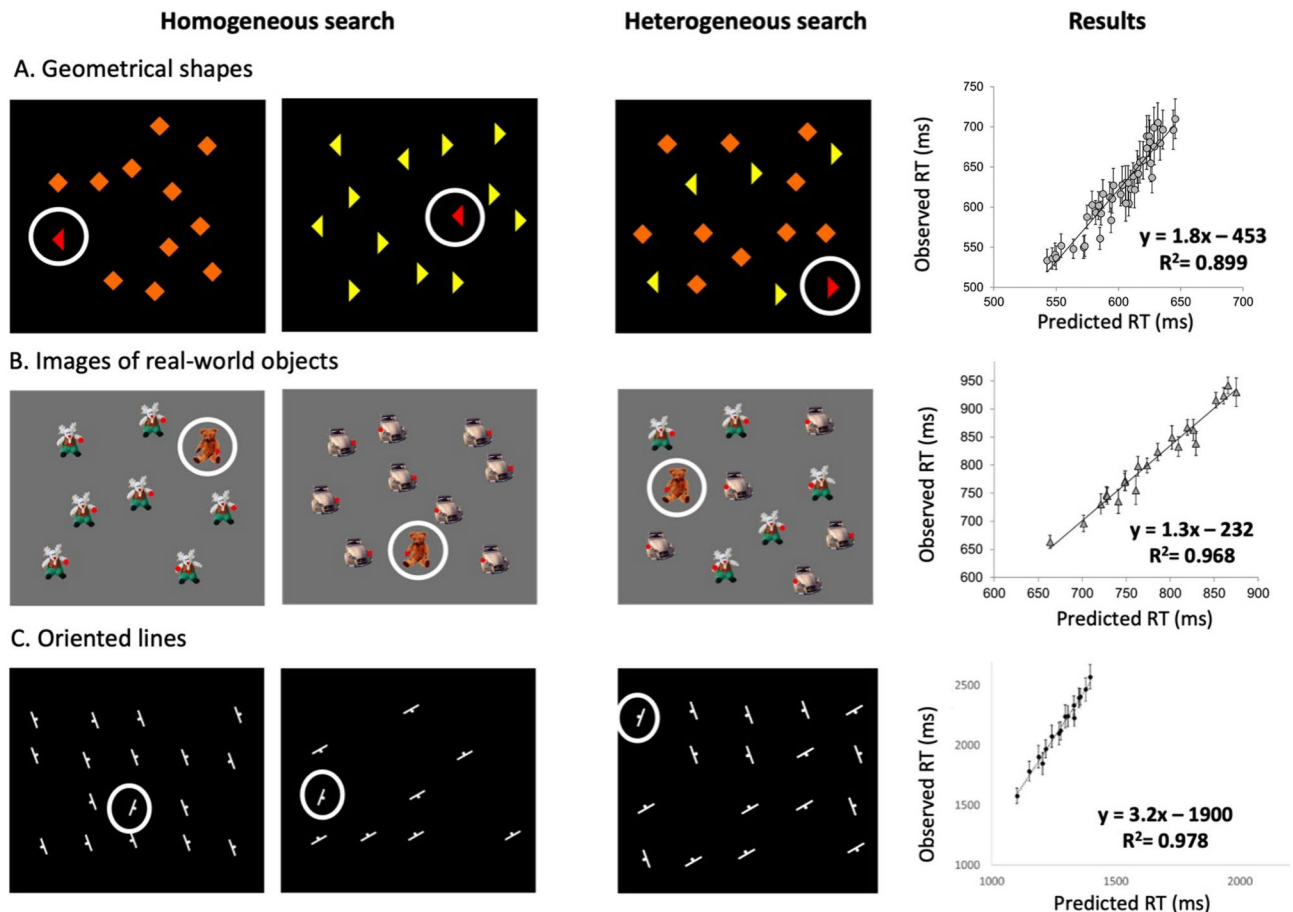 Homogeneous search
Heterogeneous search
Results
A. Geometrical shapes
750
700
650
600
550
500
500
550
600
650
700
Observed RT (ms)
y = 1.8x – 453
R²= 0.899
Predicted RT (ms)
B. Images of real-world objects
950
900
850
800
750
700
650
600
600
650
700
750
800
850
900
Observed RT (ms)
y = 1.3x – 232
R²= 0.968
Predicted RT (ms)
C. Oriented lines
2500
2000
1500
1000
1000
1500
2000
Observed RT (ms)
y = 3.2x – 1900
R²= 0.978
Predicted RT (ms)